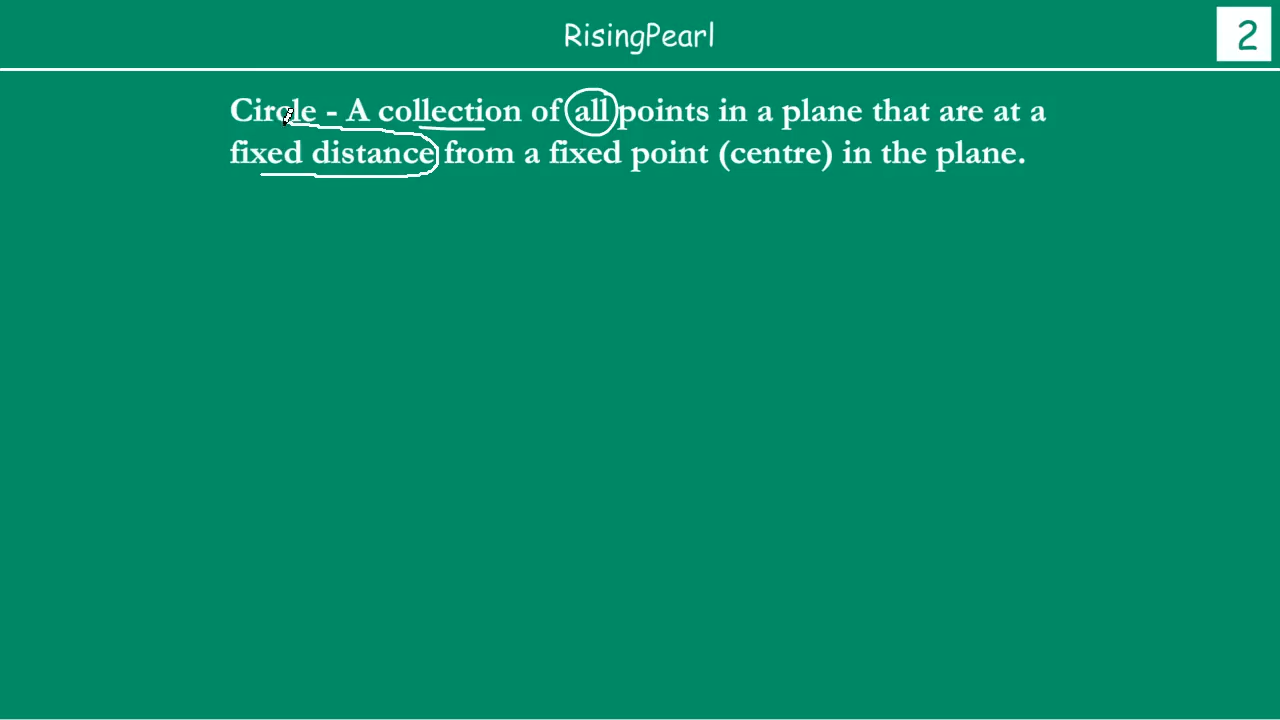 RisingPearl
2
Circle - A collection of all points in a plane that are at a
fixed distance from a fixed point (centre) in the plane.